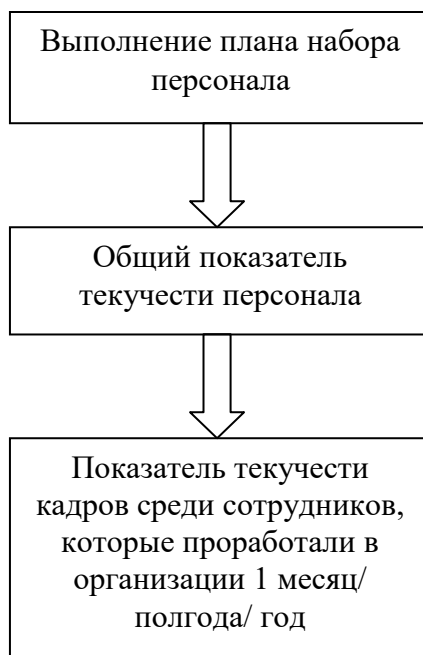 Выполнение плана набора
персонала
Общий показатель
текучести персонала
Показатель текучести
кадров среди сотрудников,
которые проработали в
организации 1 месяц/
полгода/ год